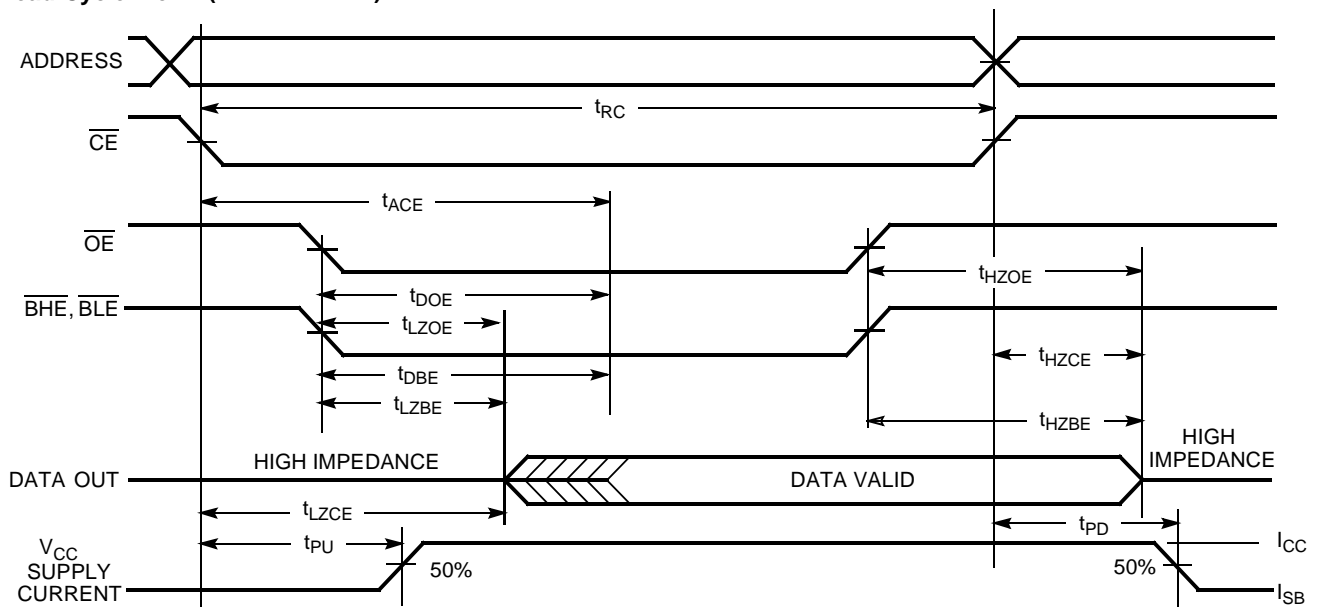 ADDRESS
tRC
CE
tACE
OE
tHZOE
tDOE
BHE, BLE
tLZOE
tHZCE
tDBE
tLZBE
tHZBE
HIGH IMPEDANCE
HIGH
IMPEDANCE
DATA OUT
DATA VALID
tLZCE
tPD
VCC
SUPPLY
CURRENT
tPU
50%
50%
ICC
ISB